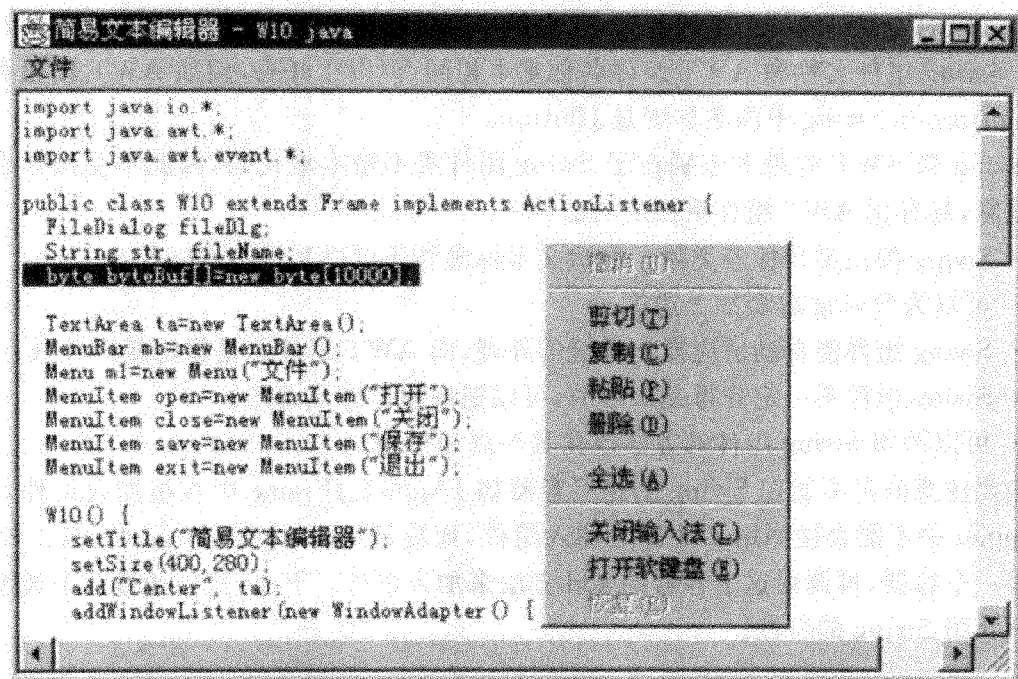 简易文本编辑器 - W10.java
文件
import java.io.*;
import java.awt.*;
import java.awt.event.*;
public class W10 extends Frame implements ActionListener {
FileDialog fileDlg;
String str, fileName;
byte byteBuf[]=new byte[10000];
TextArea ta=new TextArea();
MenuBar mb=new MenuBar();
Menu m1=new Menu("文件");
MenuItem open=new MenuItem("打开");
MenuItem close=new MenuItem("关闭");
MenuItem save=new MenuItem("保存");
MenuItem exit=new MenuItem("退出");
W10() {
setTitle("简易文本编辑器");
setSize(400,280);
add("Center", ta);
addWindowListener(new WindowAdapter() {
撤消(U)
剪切(T)
复制(C)
粘贴(P)
删除(D)
全选(A)
关闭输入法(L)
打开软键盘(K)